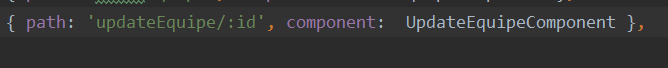 { path: 'updateEquipe/:id', component:  UpdateEquipeComponent },